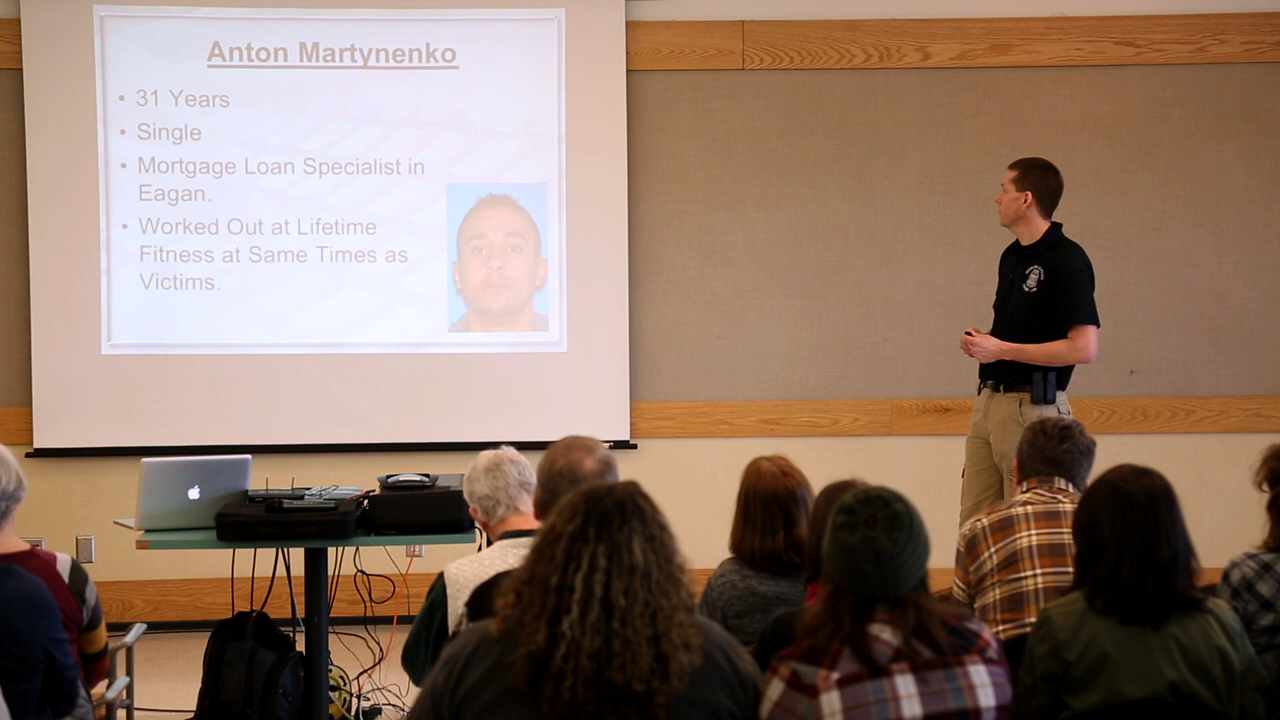 Anton Martynenko
• 31 Years
• Single
• Mortgage Loan Specialist in
Eagan.
• Worked Out at Lifetime
Fitness at Same Times as
Victims.